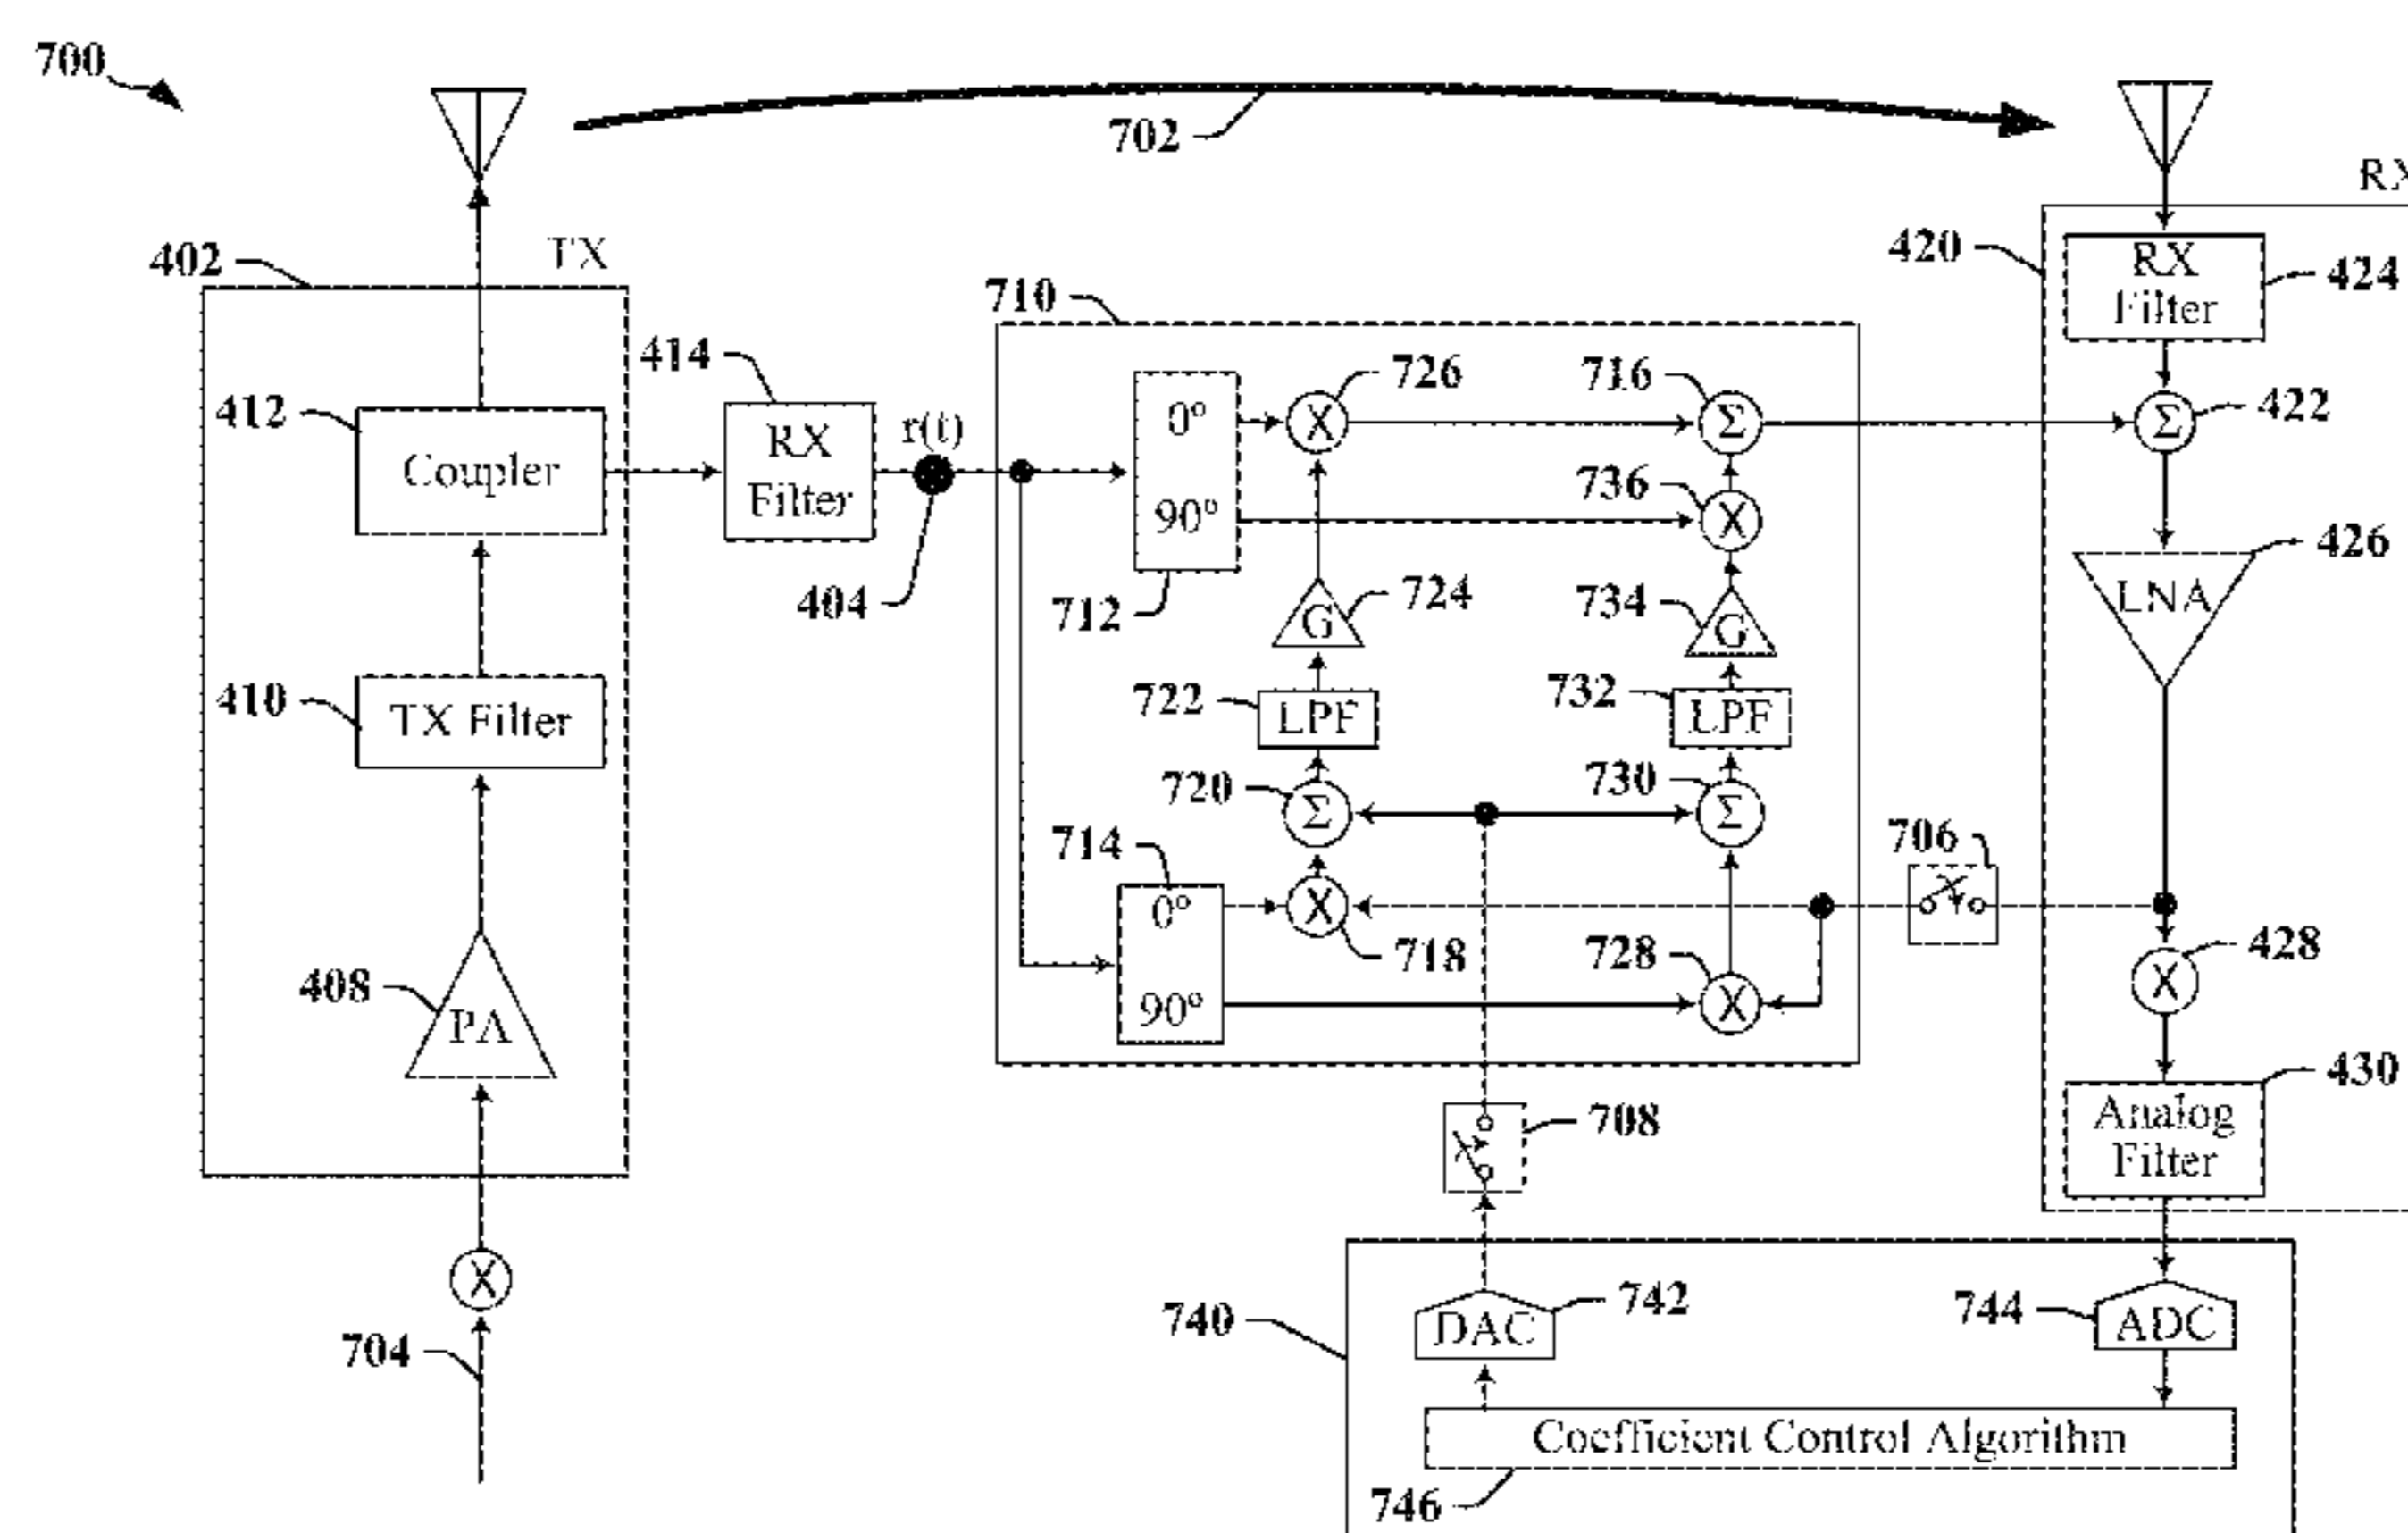 700
702
RX
402
TX
420
RX
Filter
424
710
414
726
716
412
422
0°
X
Σ
Σ
RX
Filter
r(t)
Coupler
736
90°
X
426
404
712
724
734
LNA
G
G
410
TX Filter
722
732
LPF
LPF
720
730
Σ
Σ
706
714
0°
X
718
728
428
408
PA
90°
X
X
708
430
Analog
Filter
X
740
742
744
DAC
ADC
704
Coefficient Control Algorithm
746